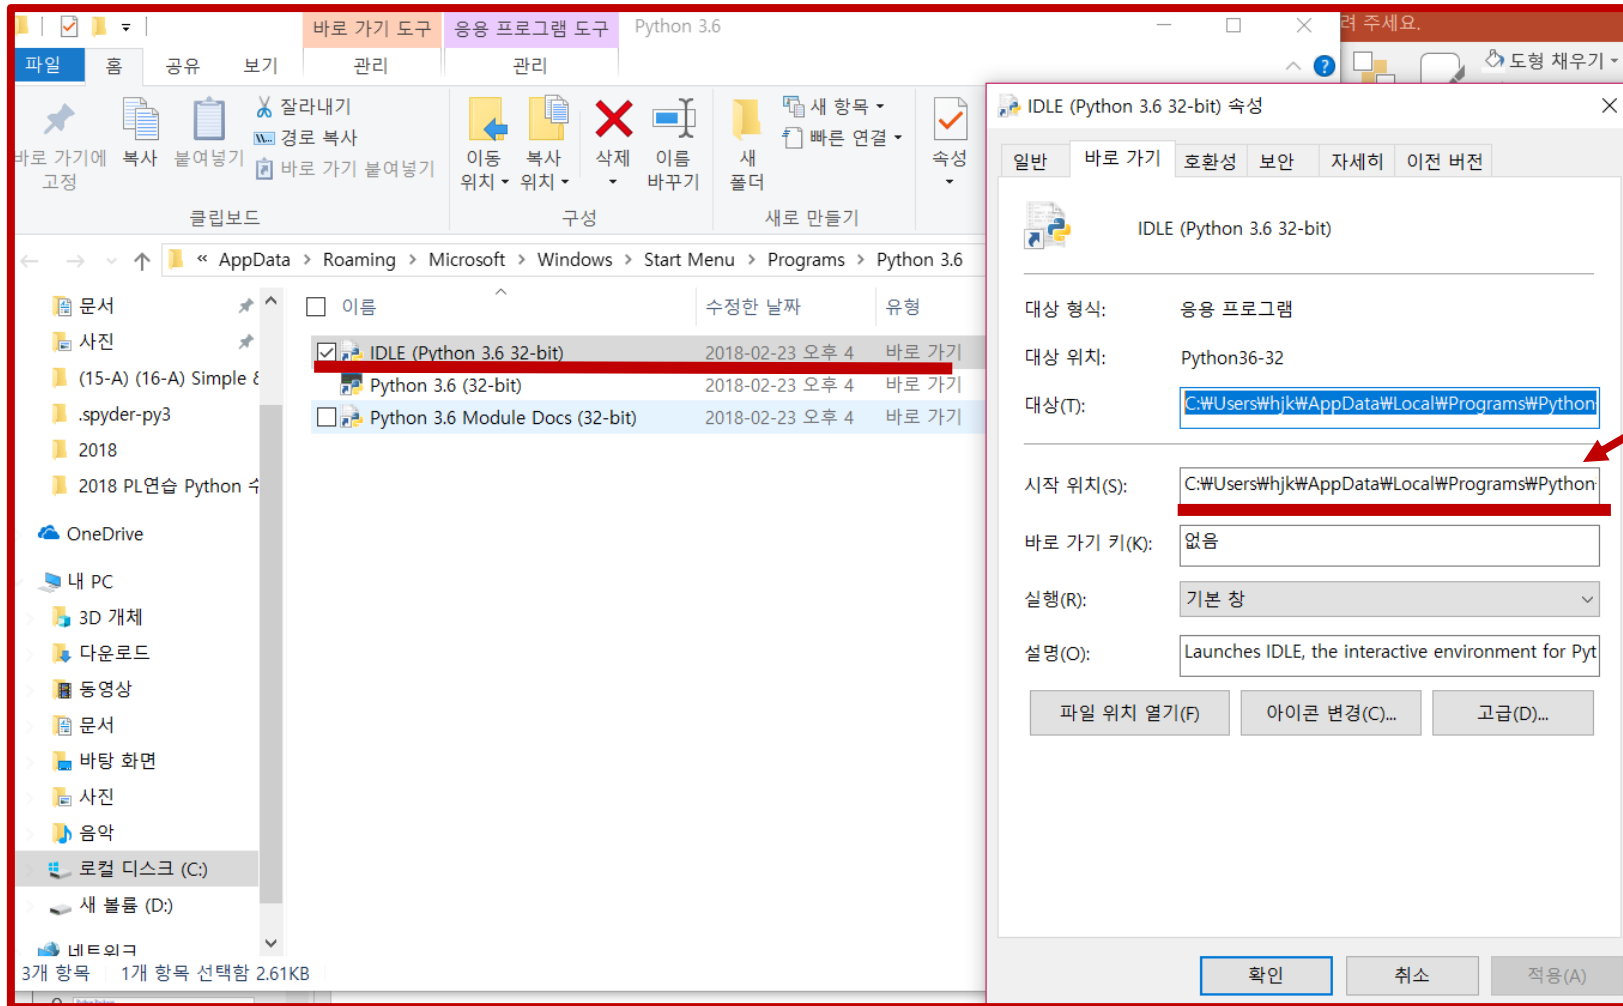 바로 가기 도구 응용 프로그램 도구 Python 3.6
려 주세요.
파일 홈 공유 보기 관리 관리
도형 채우기
바로 가기에 고정
복사
붙여넣기
잘라내기
경로 복사
바로 가기 붙여넣기
클립보드
이동 위치
복사 위치
삭제
이름 바꾸기
구성
새 폴더
새 항목
빠른 연결
새로 만들기
속성
« AppData > Roaming > Microsoft > Windows > Start Menu > Programs > Python 3.6
문서
사진
(15-A) (16-A) Simple &
.spyder-py3
2018
2018 PL연습 Python 수
OneDrive
내 PC
3D 개체
다운로드
동영상
문서
바탕 화면
사진
음악
로컬 디스크 (C:)
새 볼륨 (D:)
네트워크
이름 수정한 날짜 유형
IDLE (Python 3.6 32-bit) 2018-02-23 오후 4 바로 가기
Python 3.6 (32-bit) 2018-02-23 오후 4 바로 가기
Python 3.6 Module Docs (32-bit) 2018-02-23 오후 4 바로 가기
3개 항목 1개 항목 선택함 2.61KB
IDLE (Python 3.6 32-bit) 속성
일반 바로 가기 호환성 보안 자세히 이전 버전
IDLE (Python 3.6 32-bit)
대상 형식: 응용 프로그램
대상 위치: Python36-32
대상(T): C:₩Users₩hjk₩AppData₩Local₩Programs₩Python
시작 위치(S): C:₩Users₩hjk₩AppData₩Local₩Programs₩Python
바로 가기 키(K): 없음
실행(R): 기본 창
설명(O): Launches IDLE, the interactive environment for Pyt
파일 위치 열기(F) 아이콘 변경(C)... 고급(D)...
확인 취소 적용(A)